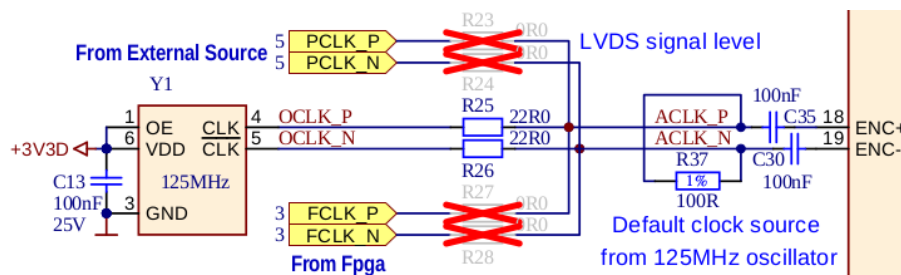 R23
0R0
5 PCLK_P
LVDS signal level
From External Source
5 PCLK_N
0R0
R24
Y1
100nF
R25
4 OCLK_P 22R0 ACLK_P C35 18
1 OE CLK ENC+
+3V3D 6 VDD CLK 5 OCLK_N 22R0 ACLK_N 19 ENC-
R26 R37 C30
C13 125MHz 1% 100nF
100nF 100R
R27
25V 3 GND 3 FCLK_P 0R0
Default clock source
3 FCLK_N 0R0
from 125MHz oscillator
From Fpga R28